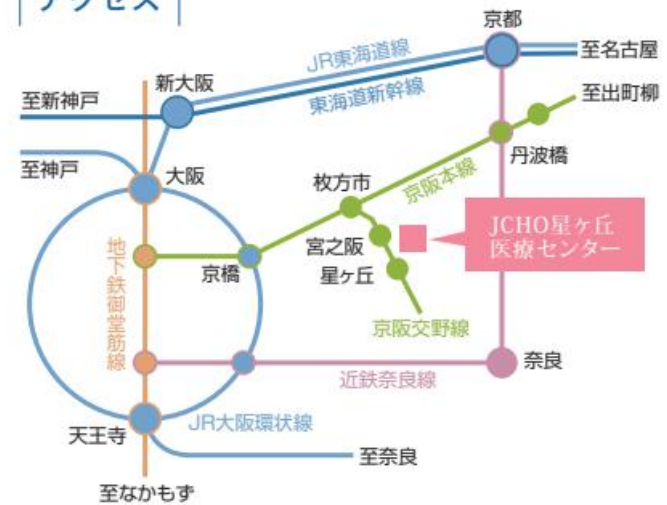 アクセス
京都
JR東海道線
至名古屋
新大阪
東海道新幹線
至新神戸
至出町柳
至神戸
大阪
丹波橋
枚方市
京阪本線
JCHO星ヶ丘
医療センター
宮之阪
地下鉄御堂筋線
京橋
星ヶ丘
京阪交野線
奈良
近鉄奈良線
JR大阪環状線
天王寺
至奈良
至なかもず